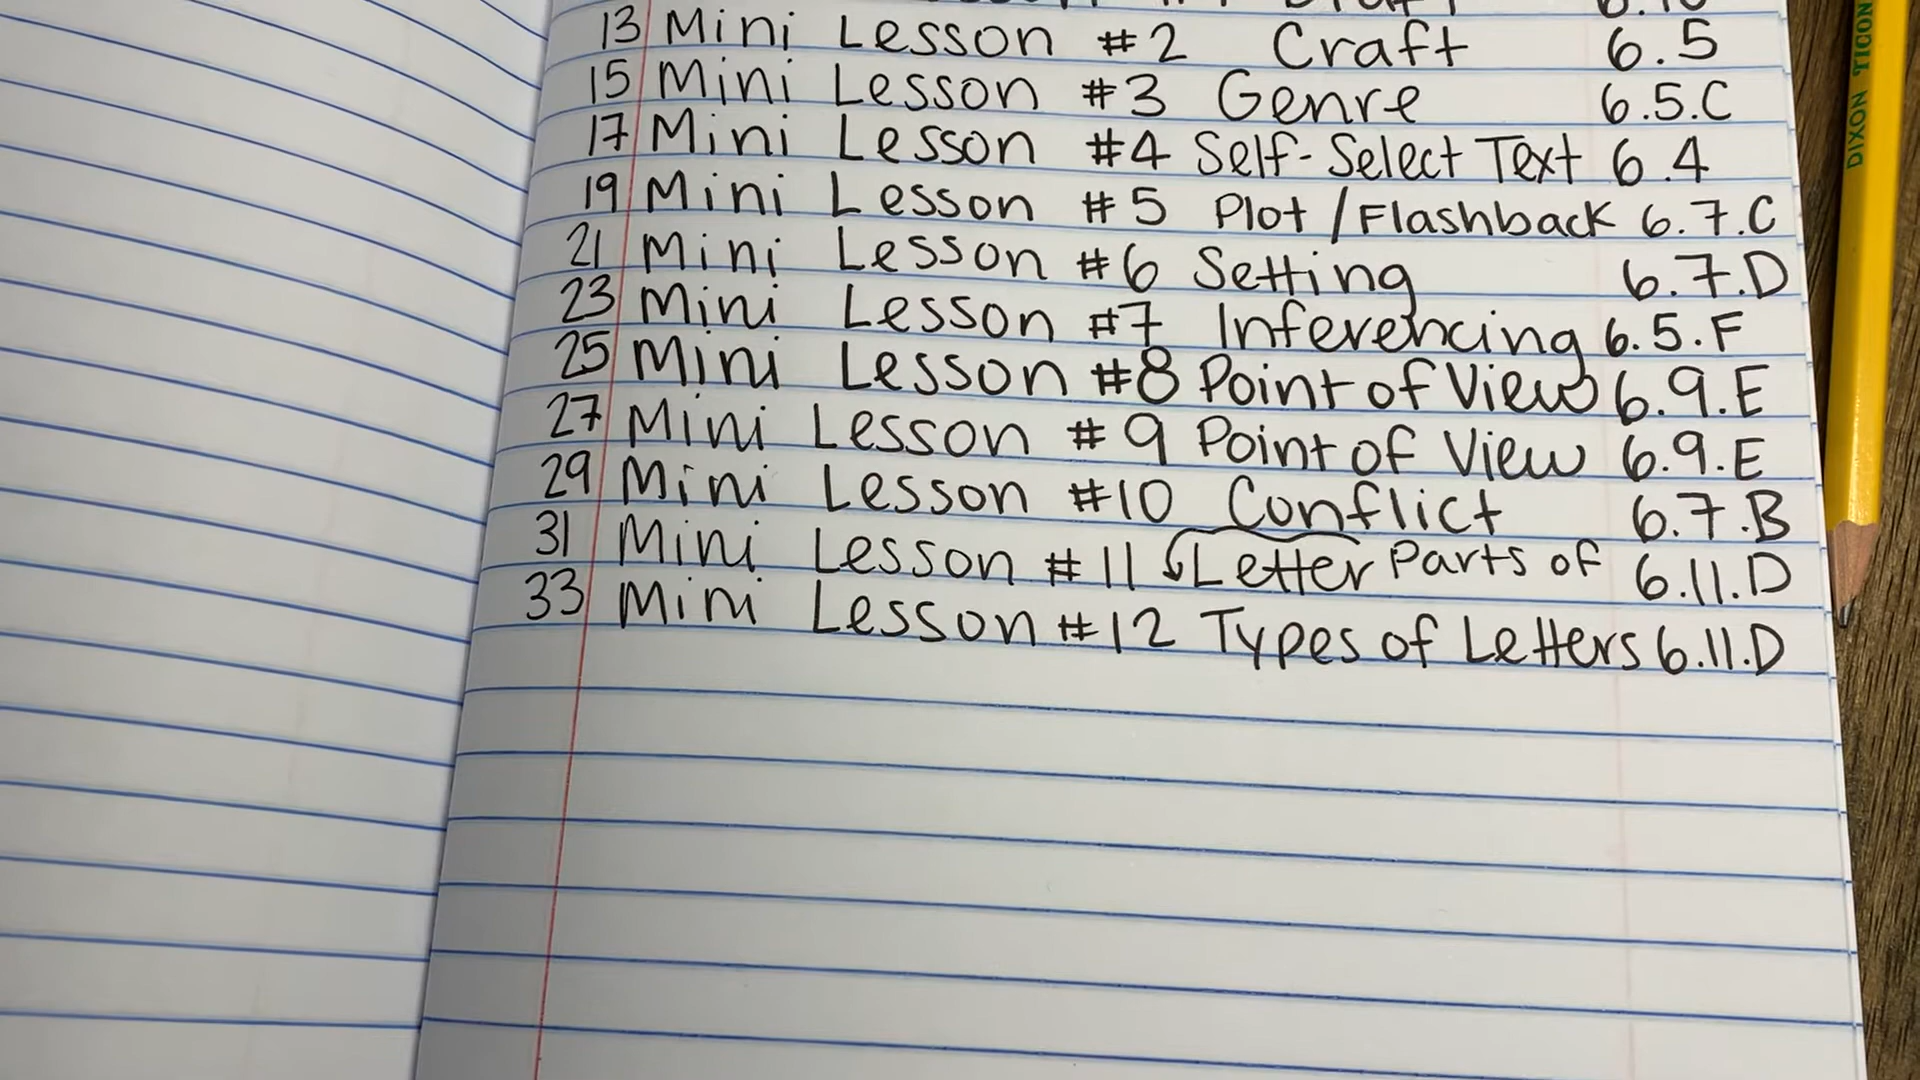 13 Mini Lesson #2 Craft 6.5
15 Mini Lesson #3 Genre 6.5.C
17 Mini Lesson #4 Self-Select Text 6.4
19 Mini Lesson #5 Plot/Flashback 6.7.C
21 Mini Lesson #6 Setting 6.7.D
23 Mini Lesson #7 Inferencing 6.5.F
25 Mini Lesson #8 Point of View 6.9.E
27 Mini Lesson #9 Point of View 6.9.E
29 Mini Lesson #10 Conflict 6.7.B
31 Mini Lesson #11 Letter Parts of 6.11.D
33 Mini Lesson #12 Types of Letters 6.11.D
DIXON